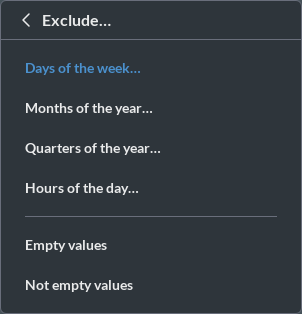 Exclude...
Days of the week...
Months of the year...
Quarters of the year...
Hours of the day...
Empty values
Not empty values